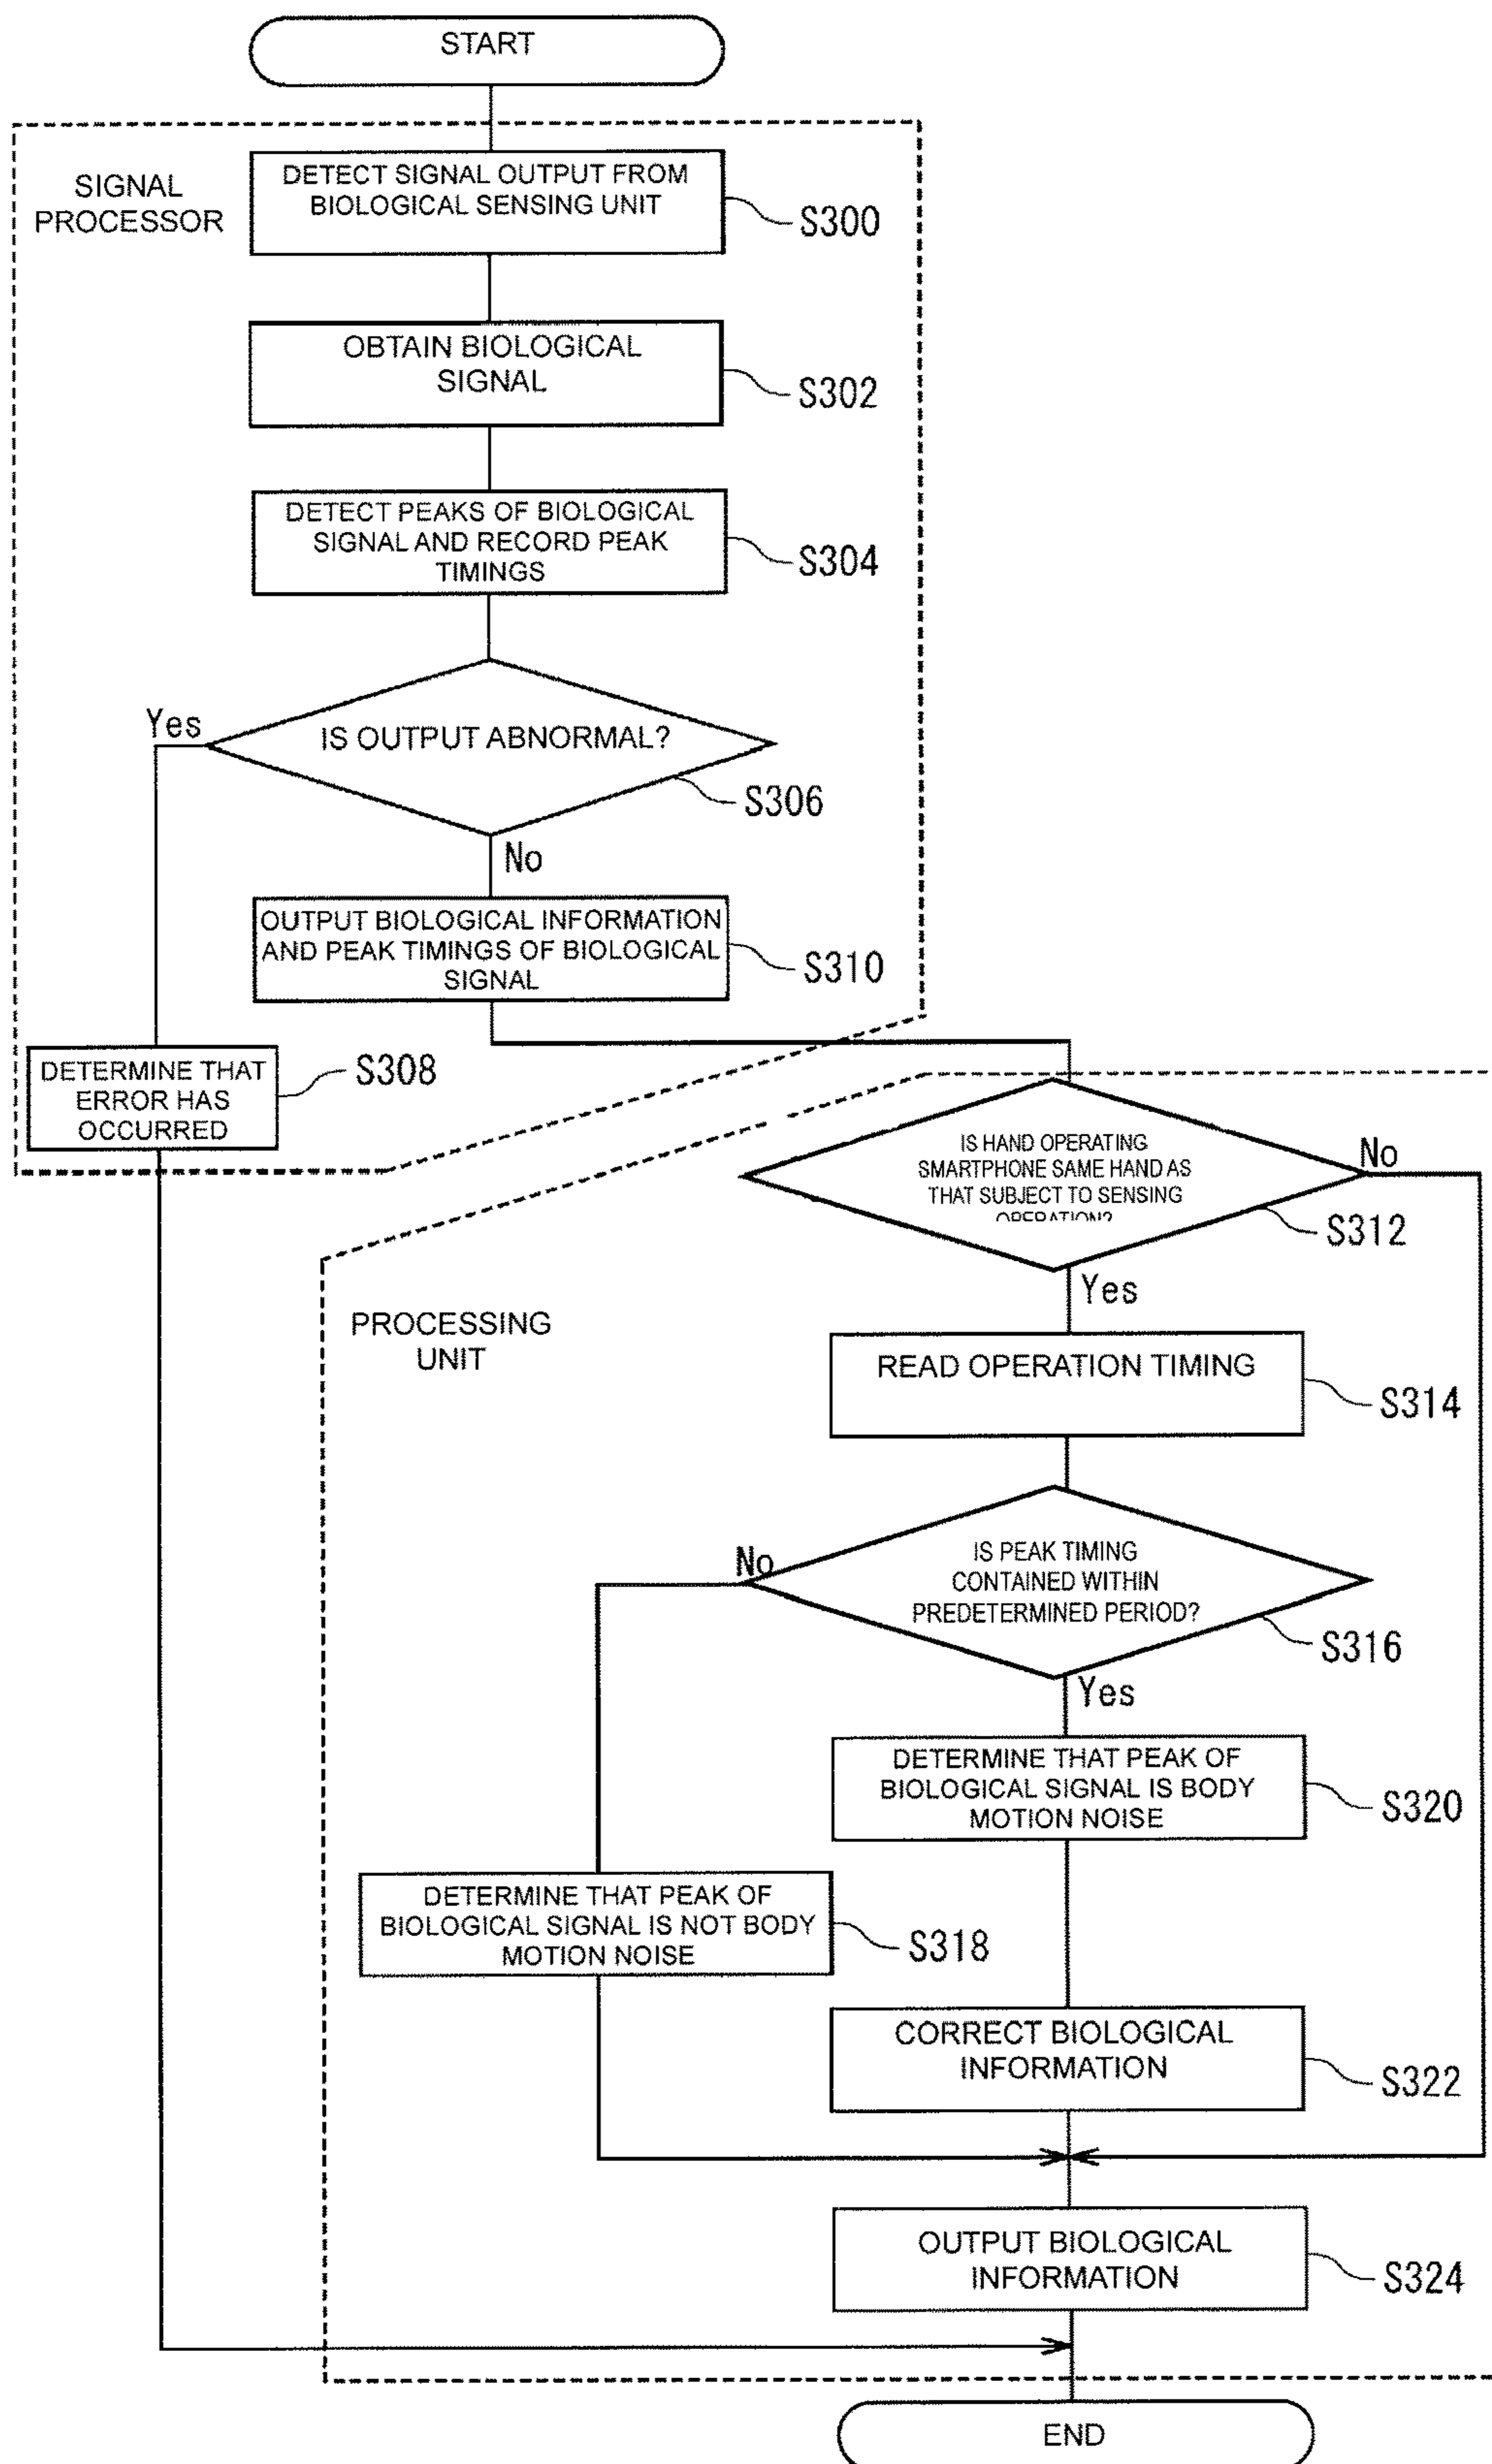 START
SIGNAL
PROCESSOR
DETECT SIGNAL OUTPUT FROM
BIOLOGICAL SENSING UNIT
S300
OBTAIN BIOLOGICAL
SIGNAL
S302
DETECT PEAKS OF BIOLOGICAL
SIGNAL AND RECORD PEAK
TIMINGS
S304
Yes
IS OUTPUT ABNORMAL?
S306
No
OUTPUT BIOLOGICAL INFORMATION
AND PEAK TIMINGS OF BIOLOGICAL
SIGNAL
S310
DETERMINE THAT
ERROR HAS
OCCURRED
S308
IS HAND OPERATING
SMARTPHONE SAME HAND AS
THAT SUBJECT TO SENSING
OPERATION?
No
S312
Yes
PROCESSING
UNIT
READ OPERATION TIMING
S314
No
IS PEAK TIMING
CONTAINED WITHIN
PREDETERMINED PERIOD?
S316
Yes
DETERMINE THAT PEAK OF
BIOLOGICAL SIGNAL IS BODY
MOTION NOISE
S320
DETERMINE THAT PEAK OF
BIOLOGICAL SIGNAL IS NOT BODY
MOTION NOISE
S318
CORRECT BIOLOGICAL
INFORMATION
S322
OUTPUT BIOLOGICAL
INFORMATION
S324
END